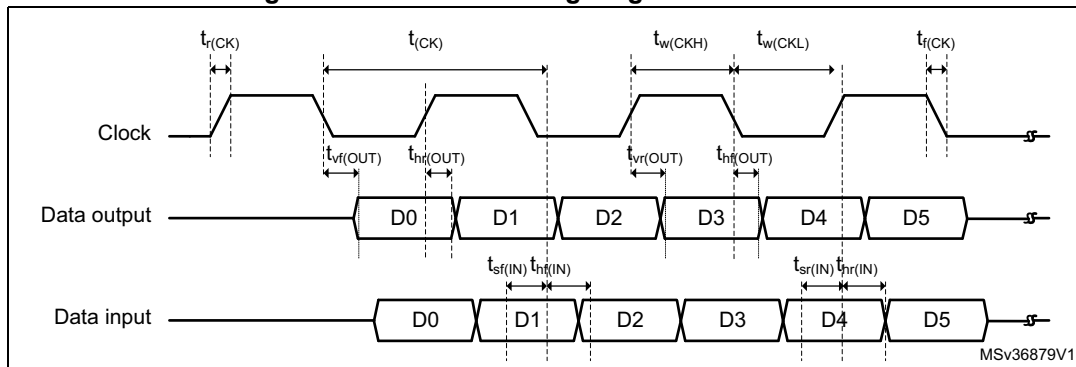 t_r(CK) t_(CK) t_w(CKH) t_w(CKL) t_f(CK)
Clock
t_vf(OUT) t_hr(OUT) t_vr(OUT) t_hf(OUT)
Data output D0 D1 D2 D3 D4 D5
t_sf(IN) t_hf(IN) t_sr(IN) t_hr(IN)
Data input D0 D1 D2 D3 D4 D5
MSv36879V1